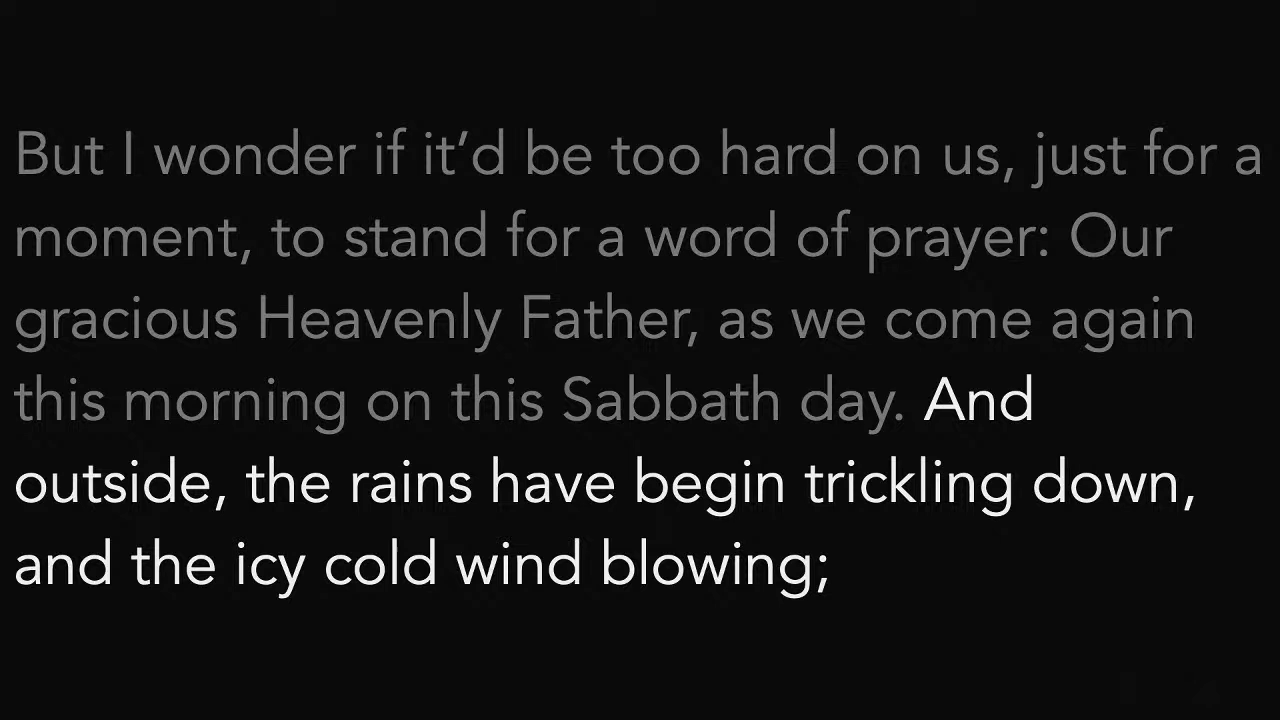 But I wonder if it’d be too hard on us, just for a
moment, to stand for a word of prayer: Our
gracious Heavenly Father, as we come again
this morning on this Sabbath day. And
outside, the rains have begin trickling down,
and the icy cold wind blowing;